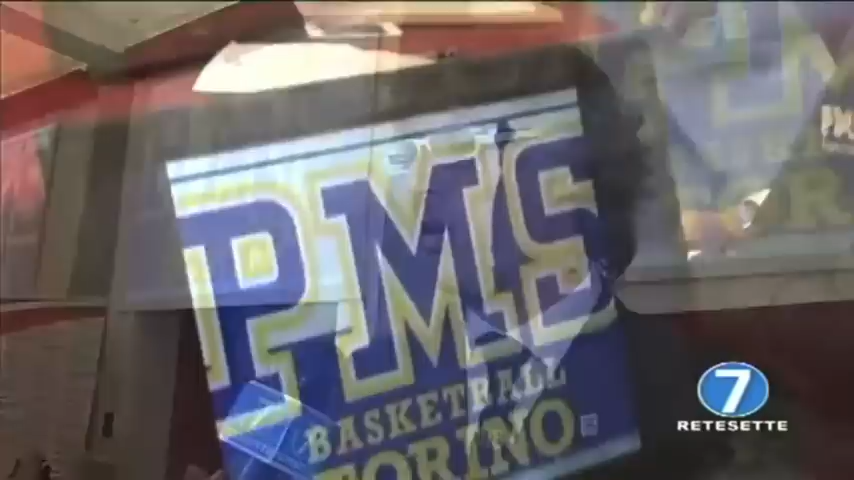 PMS
BASKETBALL
TORINO
7
RETESETTE